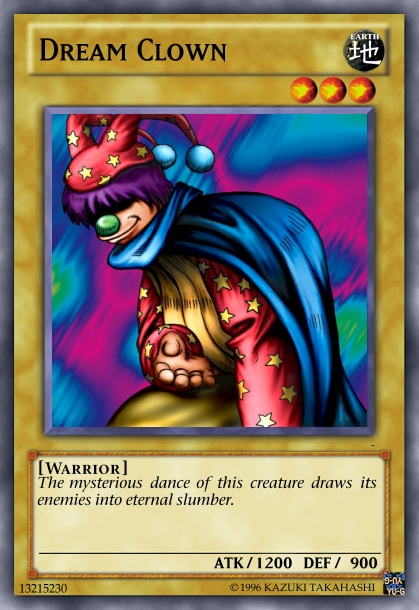 DREAM CLOWN
EARTH
地
[WARRIOR]
The mysterious dance of this creature draws its
enemies into eternal slumber.
ATK / 1200 DEF / 900
13215230
©1996 KAZUKI TAKAHASHI